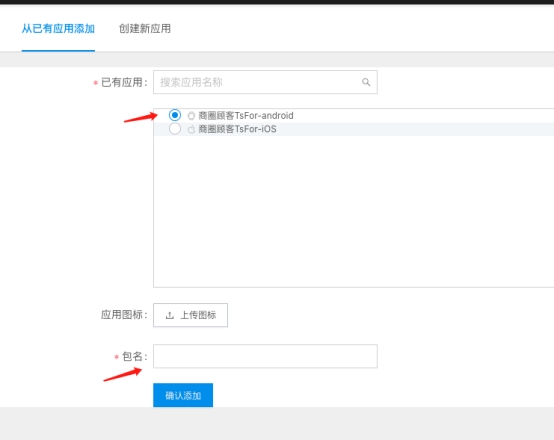 从已有应用添加 创建新应用
* 已有应用: 搜索应用名称
商圈顾客TsFor-android
商圈顾客TsFor-iOS
应用图标: 上传图标
* 包名:
确认添加